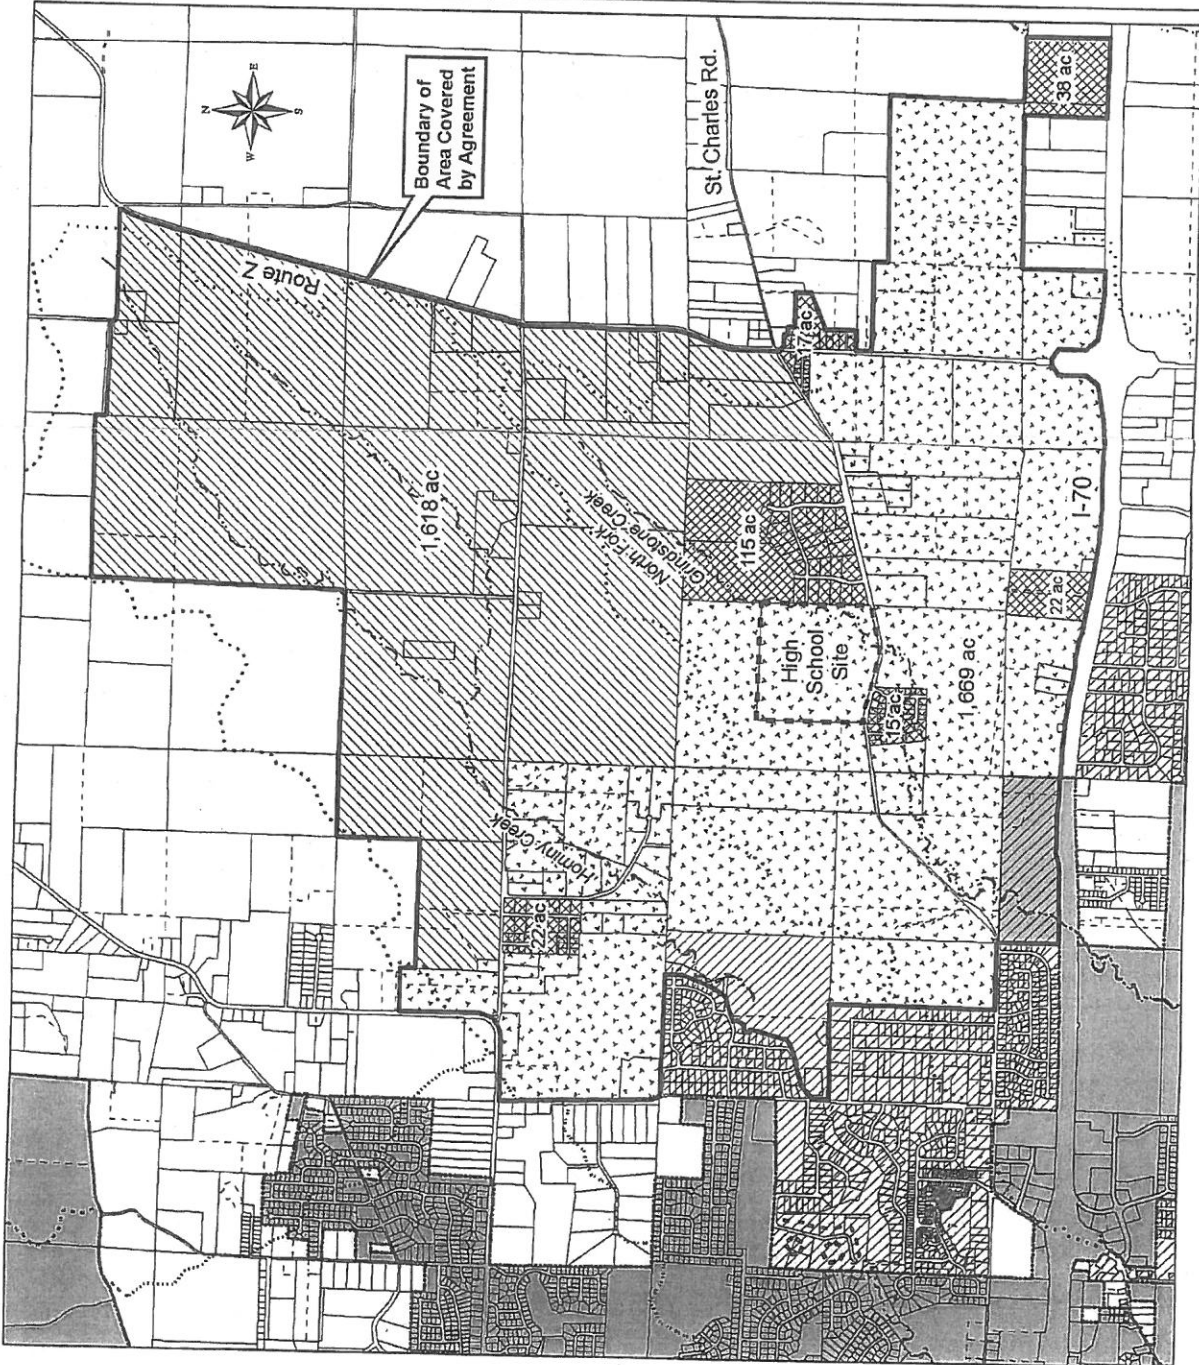 N
E
S
W
Boundary of
Area Covered
by Agreement
St. Charles Rd.
38 ac
Route Z
17 ac
1,618 ac
North Fork
Grindstone Creek
115 ac
I-70
22 ac
High
School
Site
15 ac
1,669 ac
Hominy Creek
22 ac